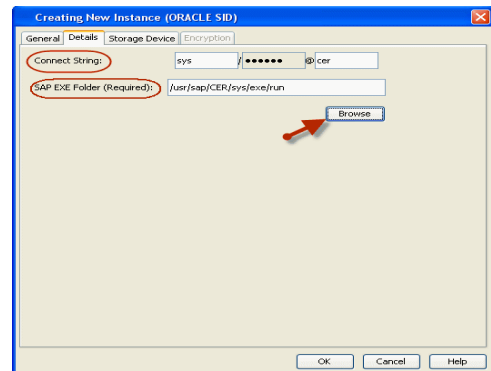 Creating New Instance (ORACLE SID)
General Details Storage Device Encryption
Connect String: sys / •••••• @ cer
SAP EXE Folder (Required): /usr/sap/CER/sys/exe/run
Browse
OK Cancel Help